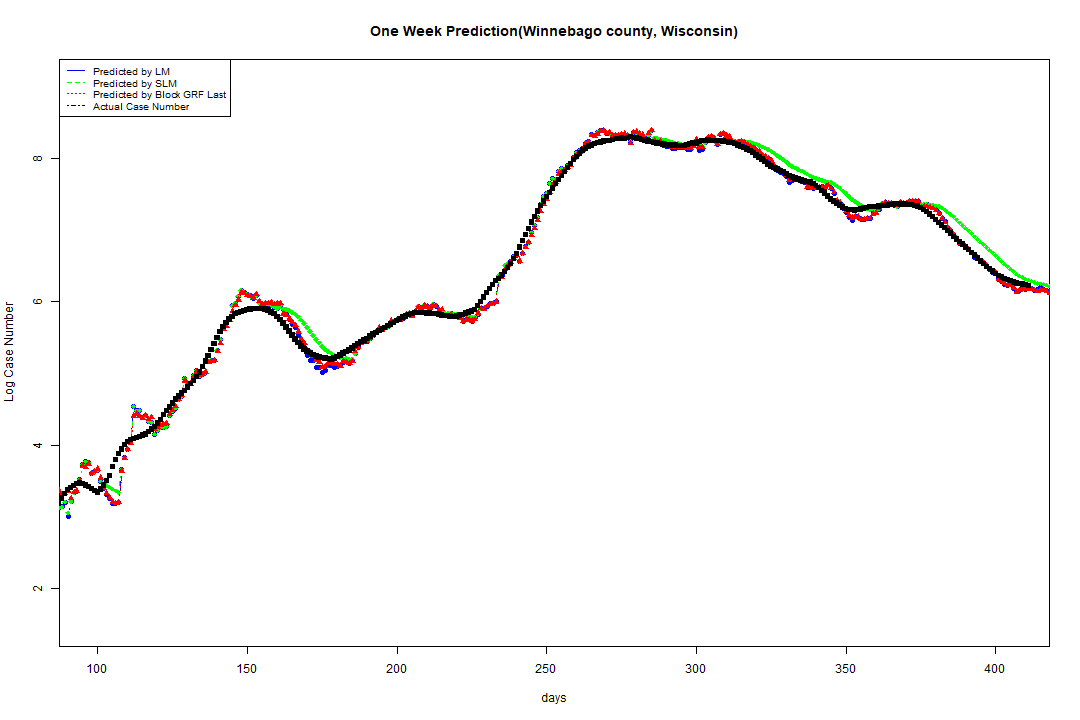 One Week Prediction(Winnebago county, Wisconsin)
Predicted by LM
Predicted by SLM
Predicted by Block GRF Last
Actual Case Number
8
6
4
2
Log Case Number
100 150 200 250 300 350 400
days